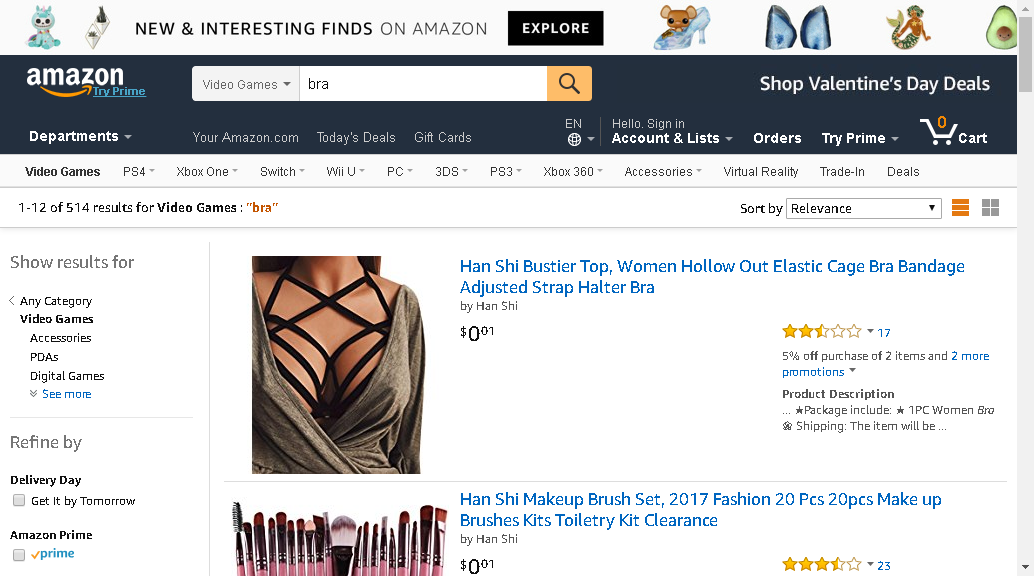 NEW & INTERESTING FINDS ON AMAZON EXPLORE
amazon
Try Prime
Video Games bra
Shop Valentine's Day Deals
Departments
Your Amazon.com Today's Deals Gift Cards
EN
Hello. Sign in
Account & Lists
Orders
Try Prime
0
Cart
Video Games PS4 Xbox One Switch Wii U PC 3DS PS3 Xbox 360 Accessories Virtual Reality Trade-In Deals
1-12 of 514 results for Video Games : "bra"
Sort by Relevance
Show results for
Any Category
Video Games
Accessories
PDAs
Digital Games
See more
Refine by
Delivery Day
Get It by Tomorrow
Amazon Prime
prime
Han Shi Bustier Top, Women Hollow Out Elastic Cage Bra Bandage
Adjusted Strap Halter Bra
by Han Shi
$0.01
17
5% off purchase of 2 items and 2 more
promotions
Product Description
... ★Package include: ★ 1PC Women Bra
❀ Shipping: The item will be ...
Han Shi Makeup Brush Set, 2017 Fashion 20 Pcs 20pcs Make up
Brushes Kits Toiletry Kit Clearance
by Han Shi
$0.01
23